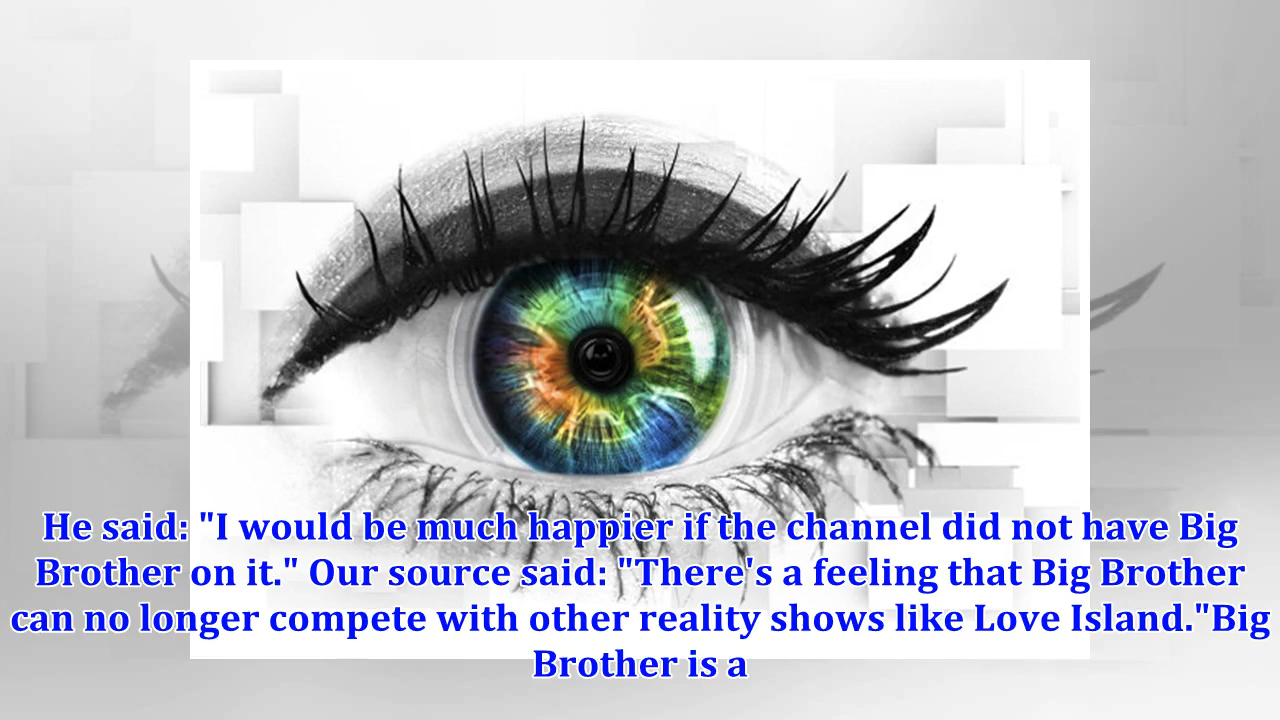 He said: "I would be much happier if the channel did not have Big
Brother on it." Our source said: "There's a feeling that Big Brother
can no longer compete with other reality shows like Love Island."Big
Brother is a